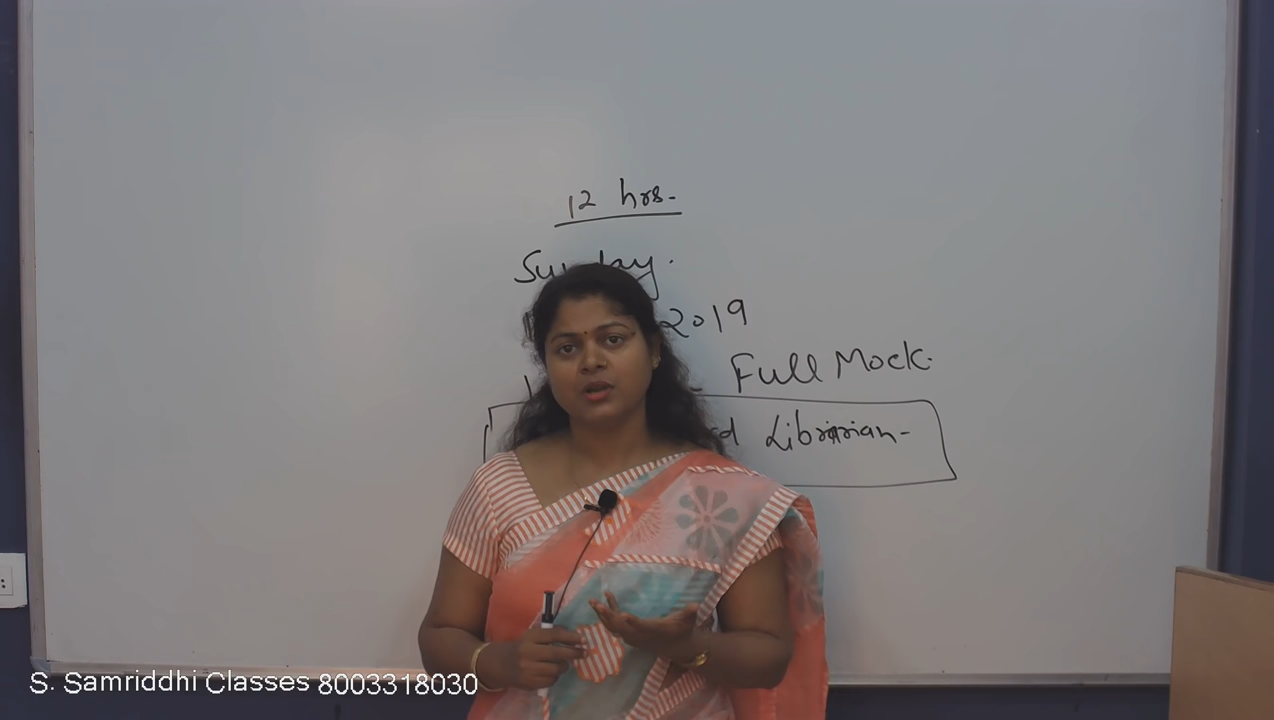 12 hrs.
Sunday.
2019
Full Mock.
Librarian
S. Samriddhi Classes 8003318030